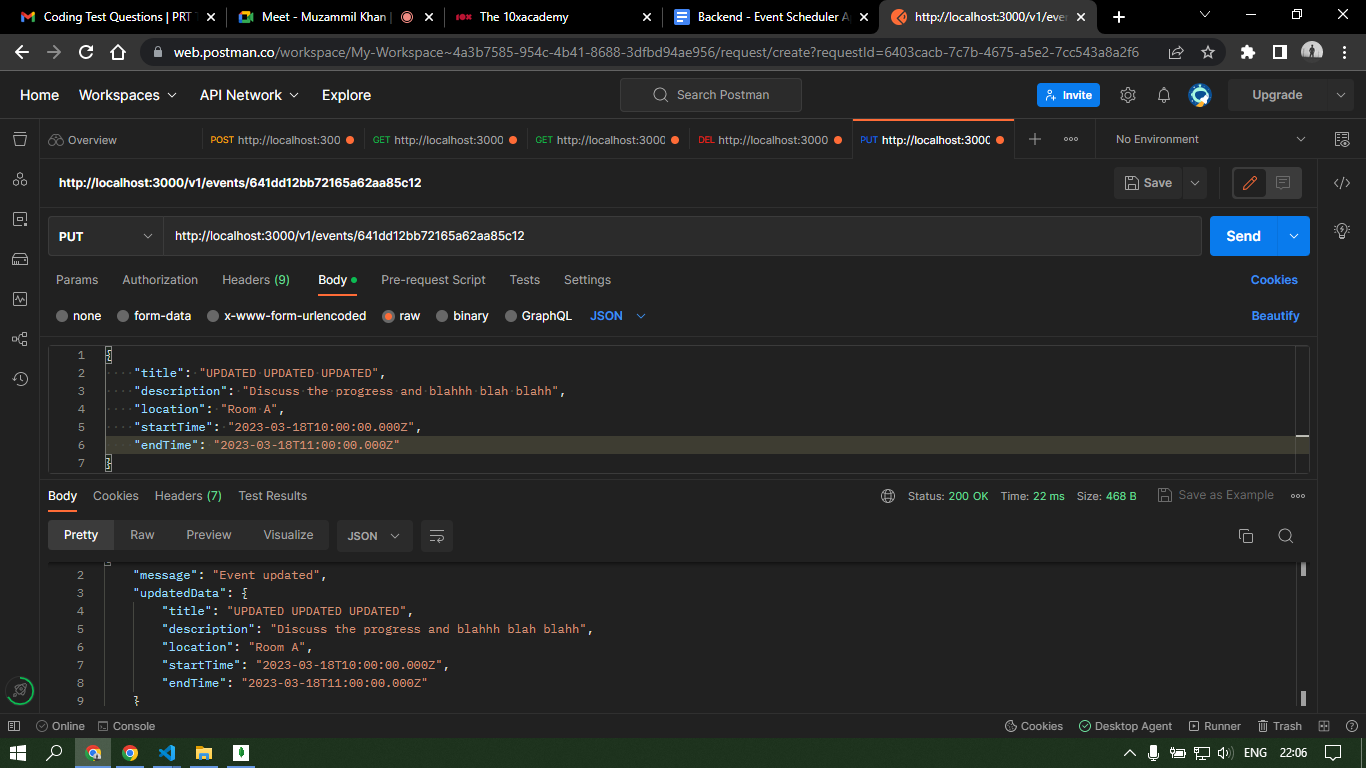 Coding Test Questions | PRT T
Meet - Muzammil Khan |
The 10xacademy
Backend - Event Scheduler A
http://localhost:3000/v1/eve
web.postman.co/workspace/My-Workspace~4a3b7585-954c-4b41-8688-3dfbd94ae956/request/create?requestId=6403cacb-7c7b-4675-a5e2-7cc543a8a2f6
Home Workspaces API Network Explore Search Postman Invite Upgrade
Overview POST http://localhost:300 GET http://localhost:3000 GET http://localhost:3000 DEL http://localhost:3000 PUT http://localhost:3000 No Environment
http://localhost:3000/v1/events/641dd12bb72165a62aa85c12 Save
PUT http://localhost:3000/v1/events/641dd12bb72165a62aa85c12 Send
Params Authorization Headers (9) Body Pre-request Script Tests Settings Cookies
none form-data x-www-form-urlencoded raw binary GraphQL JSON Beautify
1 {
2 "title": "UPDATED UPDATED UPDATED",
3 "description": "Discuss the progress and blahhh blah blahh",
4 "location": "Room A",
5 "startTime": "2023-03-18T10:00:00.000Z",
6 "endTime": "2023-03-18T11:00:00.000Z"
7 }
Body Cookies Headers (7) Test Results Status: 200 OK Time: 22 ms Size: 468 B Save as Example
Pretty Raw Preview Visualize JSON
2 "message": "Event updated",
3 "updatedData": {
4 "title": "UPDATED UPDATED UPDATED",
5 "description": "Discuss the progress and blahhh blah blahh",
6 "location": "Room A",
7 "startTime": "2023-03-18T10:00:00.000Z",
8 "endTime": "2023-03-18T11:00:00.000Z"
9 }
Online Console Cookies Desktop Agent Runner Trash
ENG 22:06